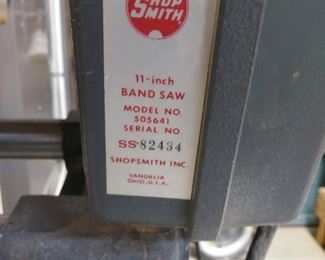 SHOP
SMITH
11-inch
BAND SAW
MODEL NO.
505641
SERIAL NO.
SS 82434
SHOPSMITH INC.
VANDALIA
OHIO, U.S.A.